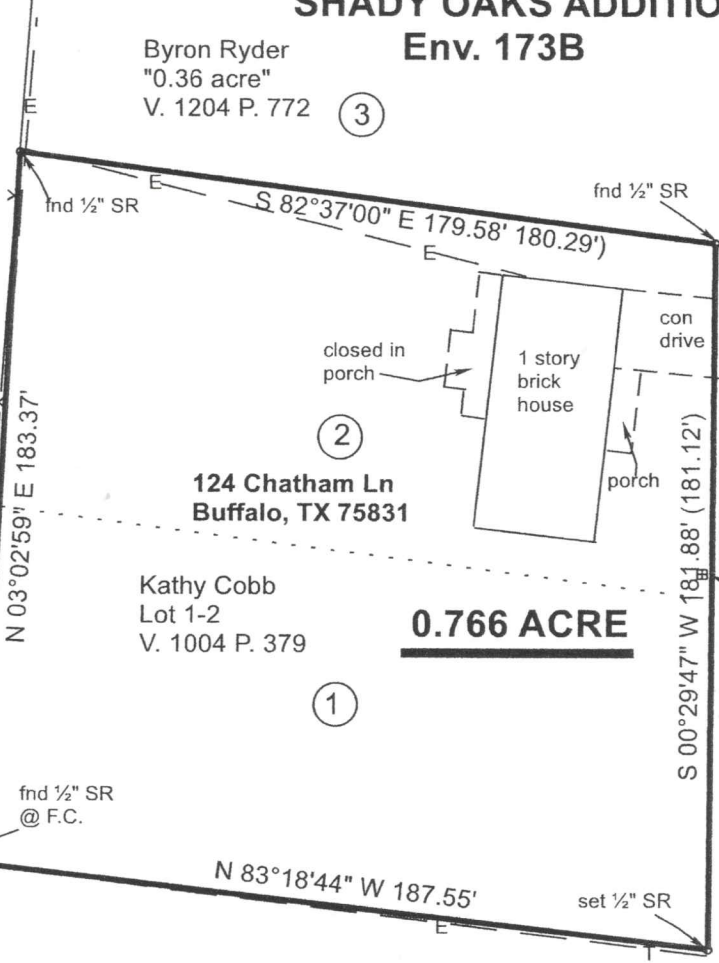 SHADY OAKS ADDITIO
Env. 173B
Byron Ryder
"0.36 acre"
V. 1204 P. 772
3
E
fnd ½" SR
E
S 82°37'00" E 179.58' 180.29')
E
fnd ½" SR
con
drive
closed in
porch
1 story
brick
house
porch
2
124 Chatham Ln
Buffalo, TX 75831
N 03°02'59" E 183.37'
S 00°29'47" W 181.88' (181.12')
Kathy Cobb
Lot 1-2
V. 1004 P. 379
0.766 ACRE
1
fnd ½" SR
@ F.C.
N 83°18'44" W 187.55'
set ½" SR
E
T